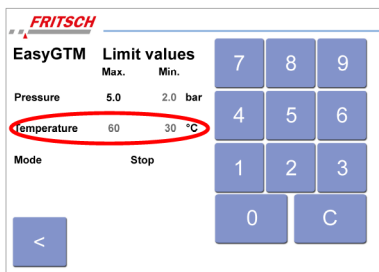 FRITSCH
EasyGTM Limit values
Max. Min.
Pressure 5.0 2.0 bar
Temperature 60 30 °C
Mode Stop
7 8 9
4 5 6
1 2 3
0 C
<